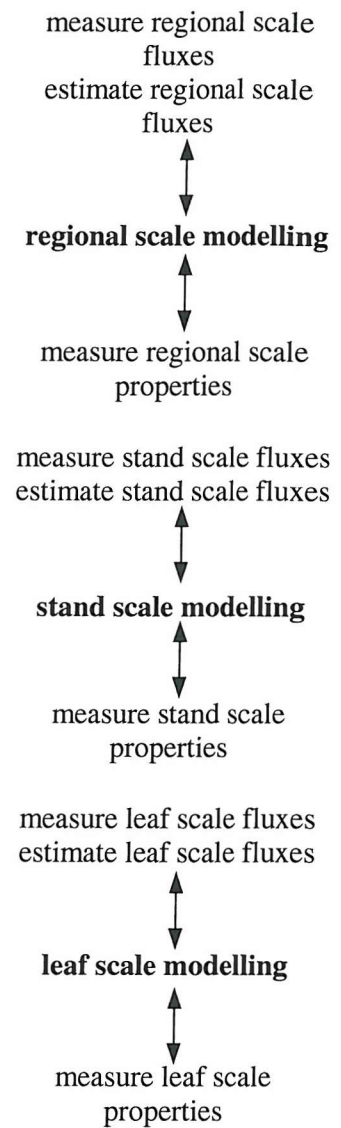 measure regional scale
fluxes
estimate regional scale
fluxes
regional scale modelling
measure regional scale
properties
measure stand scale fluxes
estimate stand scale fluxes
stand scale modelling
measure stand scale
properties
measure leaf scale fluxes
estimate leaf scale fluxes
leaf scale modelling
measure leaf scale
properties